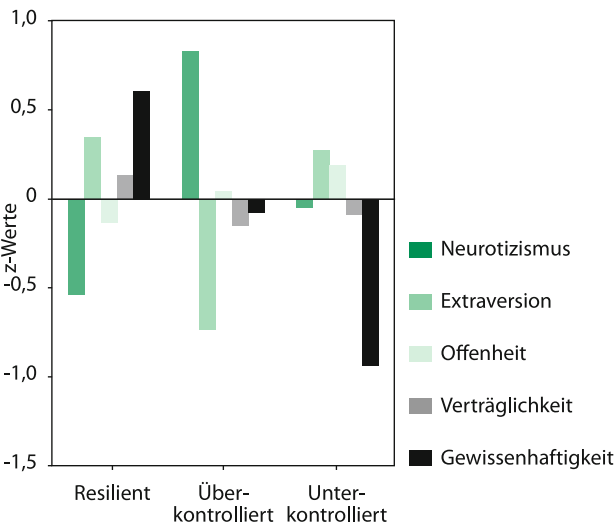 1,0
0,5
0
-0,5
-1,0
-1,5
z-Werte
Resilient
Über-
kontrolliert
Unter-
kontrolliert
Neurotizismus
Extraversion
Offenheit
Verträglichkeit
Gewissenhaftigkeit